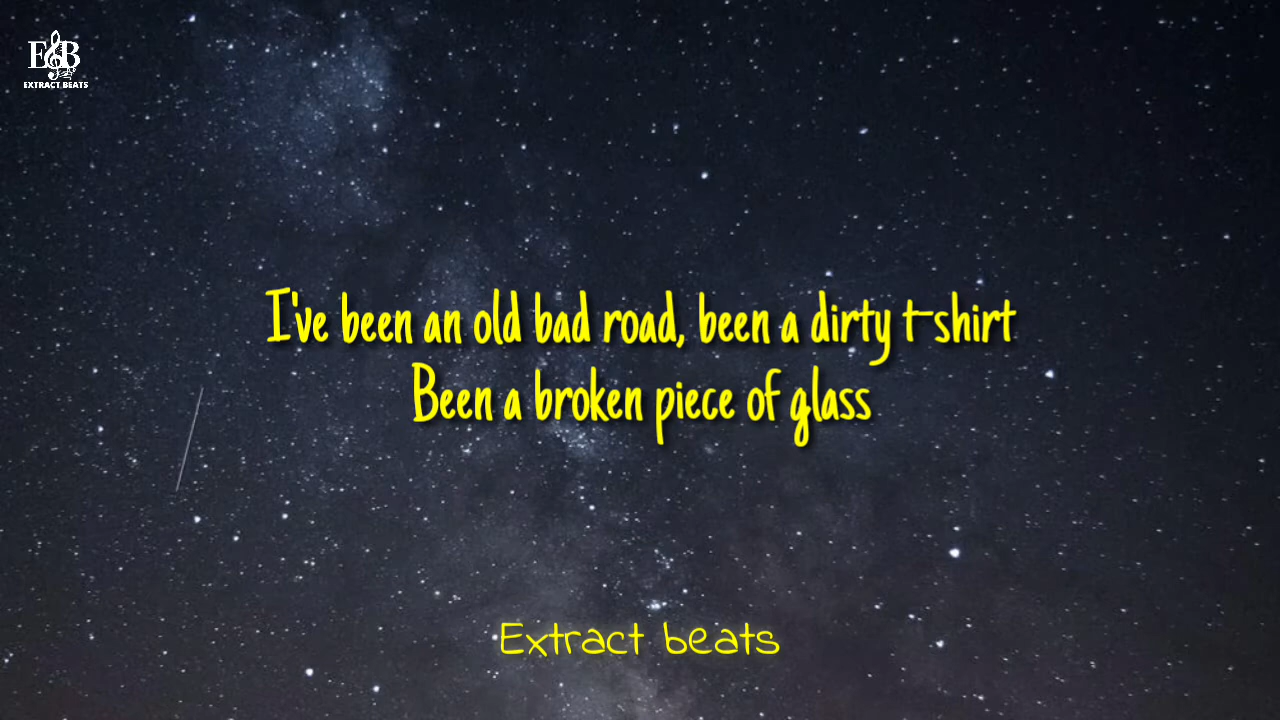 E&B
EXTRACT BEATS
I've been an old bad road, been a dirty t-shirt
Been a broken piece of glass
Extract beats